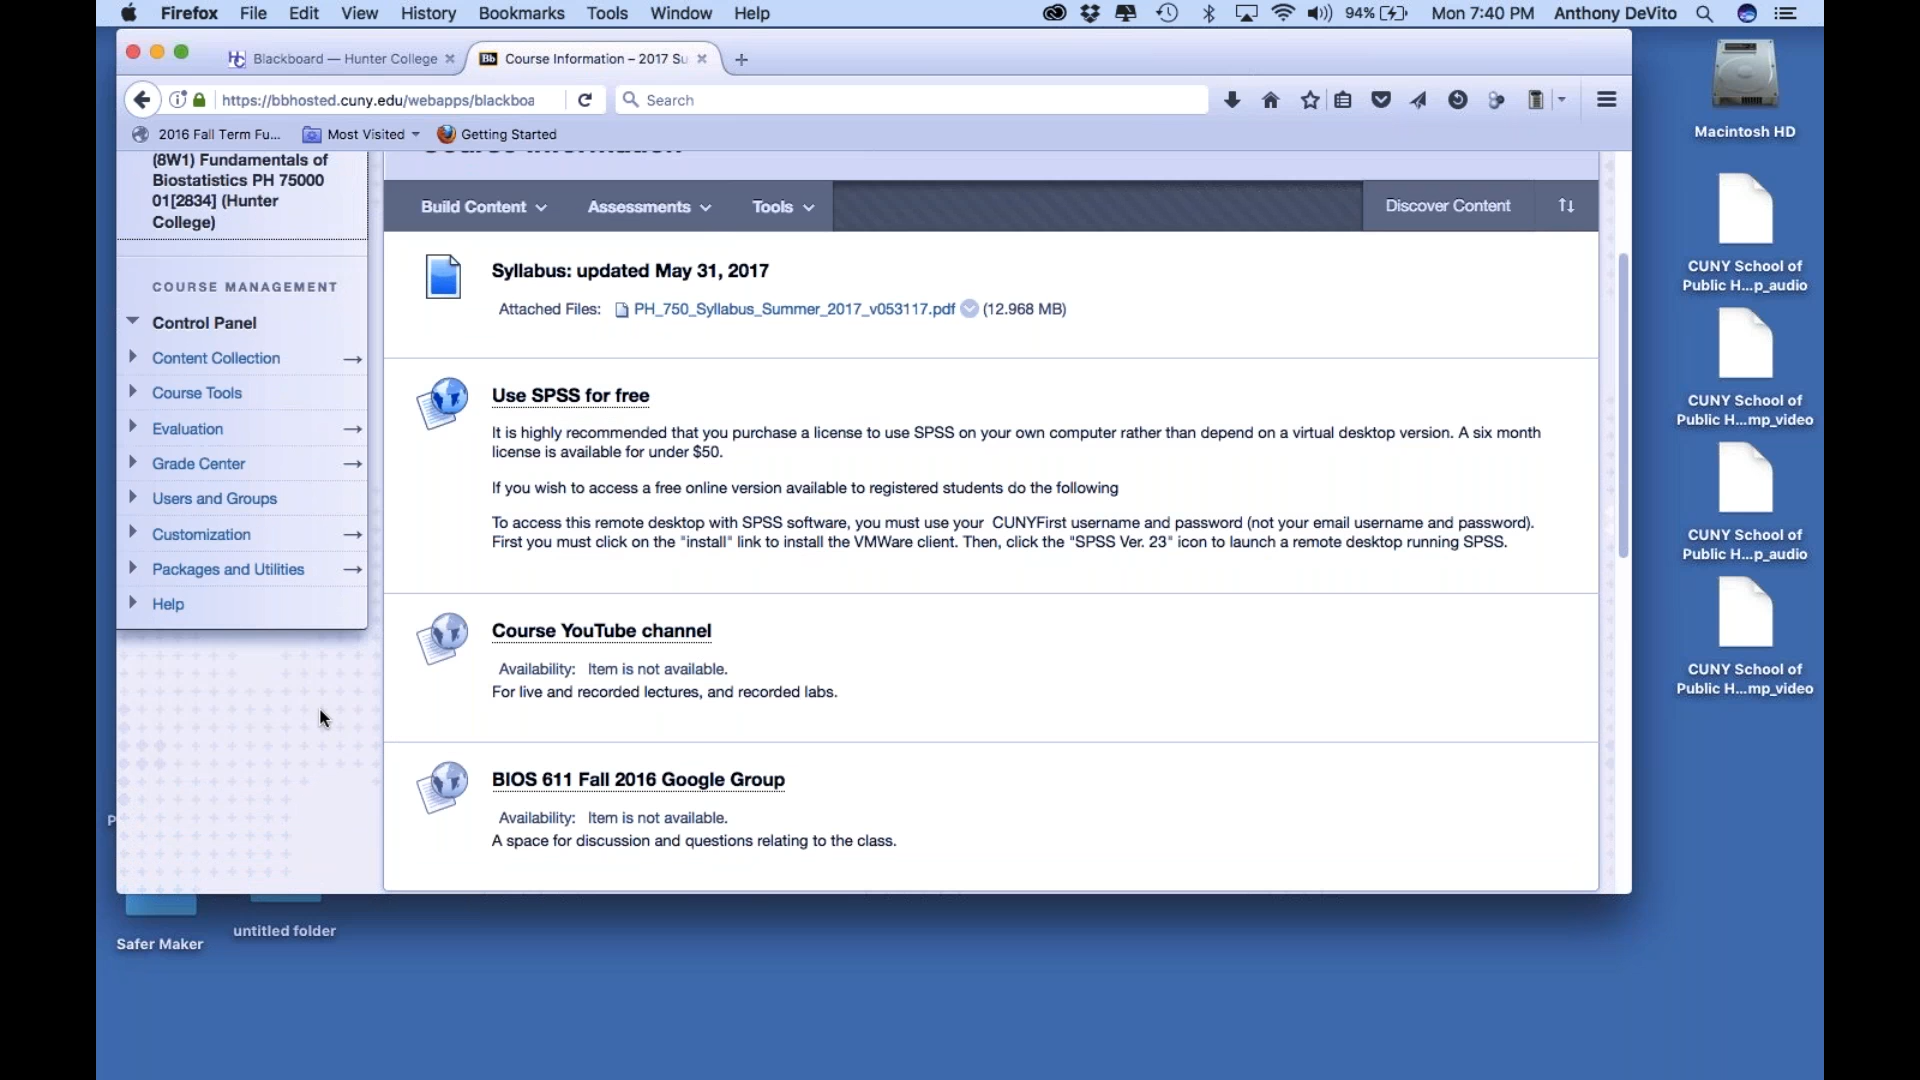 Firefox File Edit View History Bookmarks Tools Window Help 94% Mon 7:40 PM Anthony DeVito
Blackboard — Hunter College Bb Course Information – 2017 Su
https://bbhosted.cuny.edu/webapps/blackboa Search
2016 Fall Term Fu... Most Visited Getting Started
(8W1) Fundamentals of
Biostatistics PH 75000
01[2834] (Hunter
College)
COURSE MANAGEMENT
Control Panel
Content Collection
Course Tools
Evaluation
Grade Center
Users and Groups
Customization
Packages and Utilities
Help
Course Information
Build Content Assessments Tools Discover Content
Syllabus: updated May 31, 2017
Attached Files: PH_750_Syllabus_Summer_2017_v053117.pdf (12.968 MB)
Use SPSS for free
It is highly recommended that you purchase a license to use SPSS on your own computer rather than depend on a virtual desktop version. A six month
license is available for under $50.
If you wish to access a free online version available to registered students do the following
To access this remote desktop with SPSS software, you must use your CUNYFirst username and password (not your email username and password).
First you must click on the "install" link to install the VMWare client. Then, click the "SPSS Ver. 23" icon to launch a remote desktop running SPSS.
Course YouTube channel
Availability: Item is not available.
For live and recorded lectures, and recorded labs.
BIOS 611 Fall 2016 Google Group
Availability: Item is not available.
A space for discussion and questions relating to the class.
Macintosh HD
CUNY School of
Public H...p_audio
CUNY School of
Public H...mp_video
CUNY School of
Public H...p_audio
CUNY School of
Public H...mp_video
P
Safer Maker
untitled folder